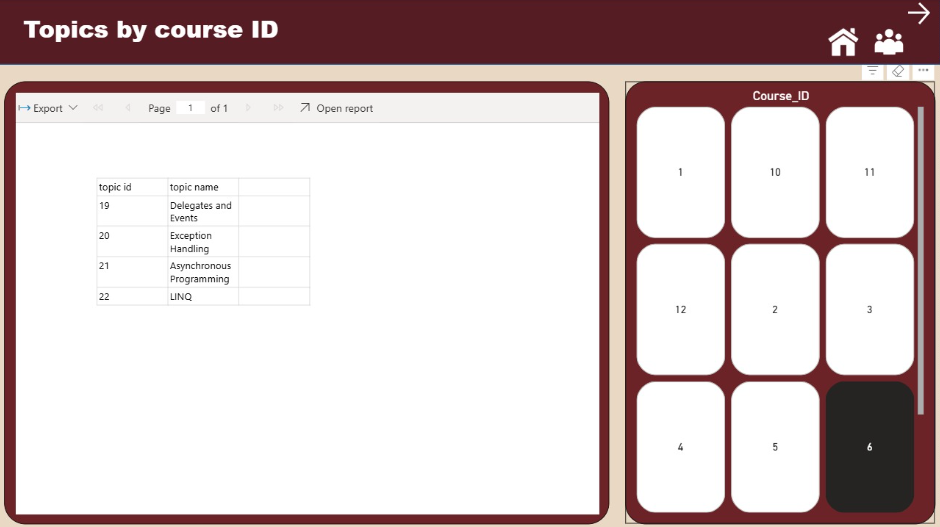 Topics by course ID
Export
Page 1 of 1
Open report
topic id topic name
19 Delegates and
Events
20 Exception
Handling
21 Asynchronous
Programming
22 LINQ
Course_ID
1 10 11
12 2 3
4 5 6